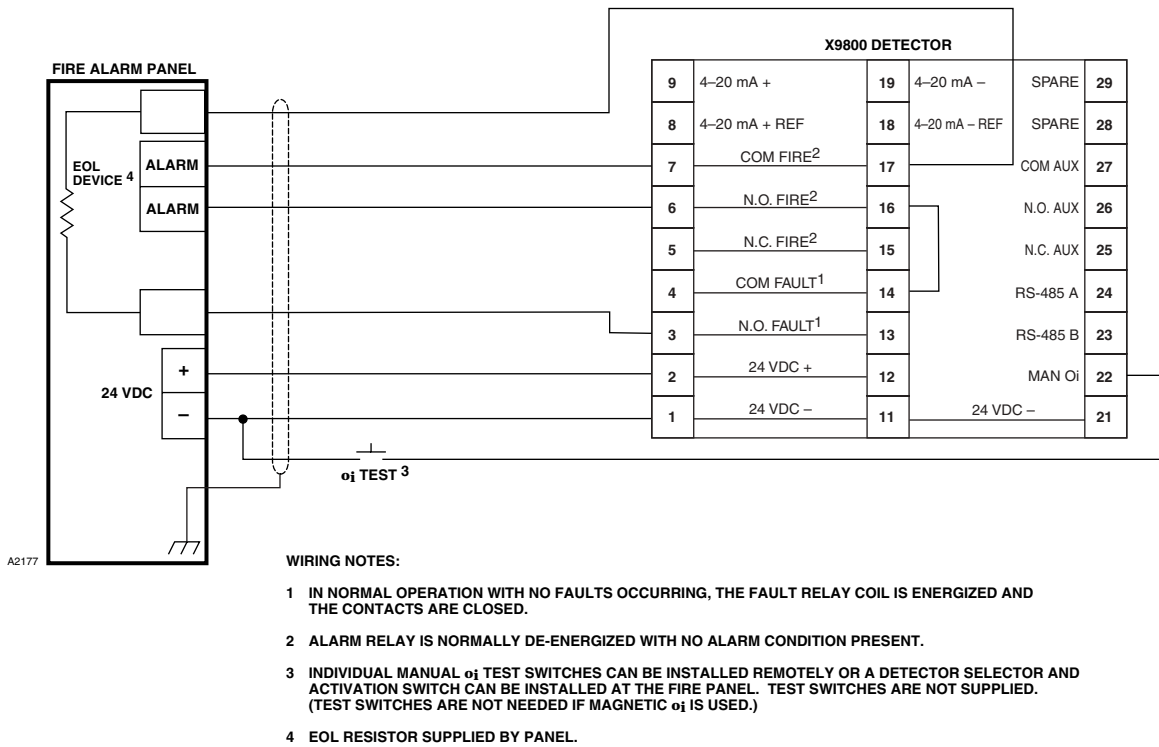 X9800 DETECTOR
FIRE ALARM PANEL
EOL
DEVICE 4
ALARM
ALARM
24 VDC
+
–
oi TEST 3
9 4–20 mA + 19 4–20 mA – SPARE 29
8 4–20 mA + REF 18 4–20 mA – REF SPARE 28
7 COM FIRE2 17 COM AUX 27
6 N.O. FIRE2 16 N.O. AUX 26
5 N.C. FIRE2 15 N.C. AUX 25
4 COM FAULT1 14 RS-485 A 24
3 N.O. FAULT1 13 RS-485 B 23
2 24 VDC + 12 MAN Oi 22
1 24 VDC – 11 24 VDC – 21
A2177
WIRING NOTES:
1 IN NORMAL OPERATION WITH NO FAULTS OCCURRING, THE FAULT RELAY COIL IS ENERGIZED AND
THE CONTACTS ARE CLOSED.
2 ALARM RELAY IS NORMALLY DE-ENERGIZED WITH NO ALARM CONDITION PRESENT.
3 INDIVIDUAL MANUAL oi TEST SWITCHES CAN BE INSTALLED REMOTELY OR A DETECTOR SELECTOR AND
ACTIVATION SWITCH CAN BE INSTALLED AT THE FIRE PANEL. TEST SWITCHES ARE NOT SUPPLIED.
(TEST SWITCHES ARE NOT NEEDED IF MAGNETIC oi IS USED.)
4 EOL RESISTOR SUPPLIED BY PANEL.